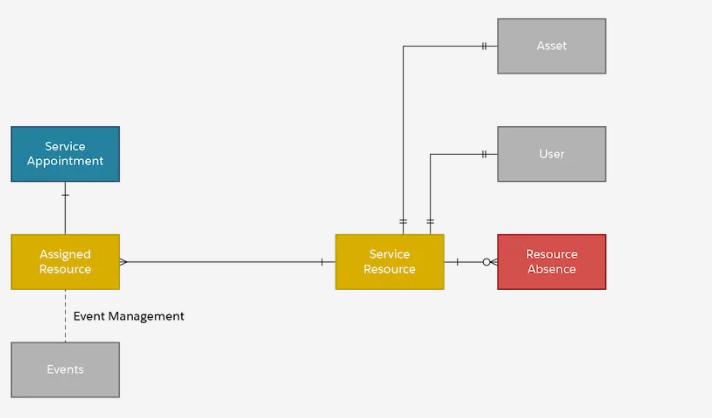 Asset
Service
Appointment
User
Assigned
Resource
Service
Resource
Resource
Absence
Event Management
Events